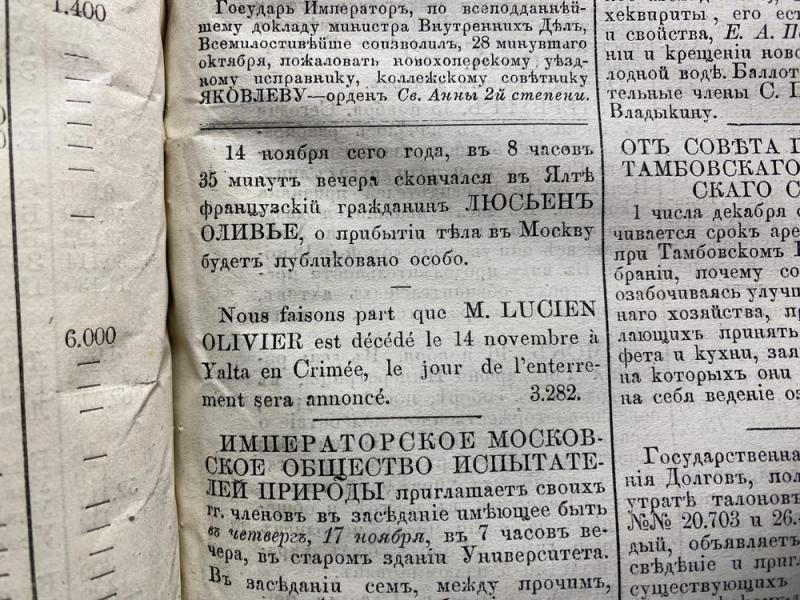 1.400
6.000
Государь Императоръ, по всеподданнѣй-
шему докладу министра Внутреннихъ Дѣлъ,
Всемилостивѣйше соизволилъ, 28 минувшаго
октября, пожаловать новохоперскому уѣзд-
ному исправнику, коллежскому совѣтнику
ЯКОВЛЕВУ—орденъ Св. Анны 2й степени.
14 ноября сего года, въ 8 часовъ
35 минутъ вечера скончался въ Ялтѣ
французскій гражданинъ ЛЮСЬЕНЪ
ОЛИВЬЕ, о прибытіи тѣла въ Москву
будетъ публиковано особо.
Nous faisons part que M. LUCIEN
OLIVIER est décédé le 14 novembre à
Yalta en Crimée, le jour de l'enterre-
ment sera annoncé. 3.282.
ИМПЕРАТОРСКОЕ МОСКОВ-
СКОЕ ОБЩЕСТВО ИСПЫТАТЕ-
ЛЕЙ ПРИРОДЫ приглашаетъ своихъ
гг. членовъ въ засѣданіе имѣющее быть
въ четвергъ, 17 ноября, въ 7 часовъ ве-
чера, въ старомъ зданіи Университета.
Въ засѣданіи семъ, между прочимъ,
хеквириты, его ест
и свойства, Е. А. П
ніи и крещеніи ново
лодной водѣ. Баллот
тельные члены С. П
Владыкину.
ОТЪ СОВѢТА
ТАМБОВСКАГО
СКАГО С
1 числа декабря с
чивается срокъ аре
при Тамбовскомъ
браніи, почему со
озабочиваясь улучш
наго хозяйства, пр
лающихъ принять
фета и кухни, зая
на которыхъ они
на себя веденіе оз
Государственна
нія Долговъ, пол
утратѣ талоновъ
№№ 20.703 и 26.
дый, объявляетъ
свѣдѣніе и приг
существующихъ